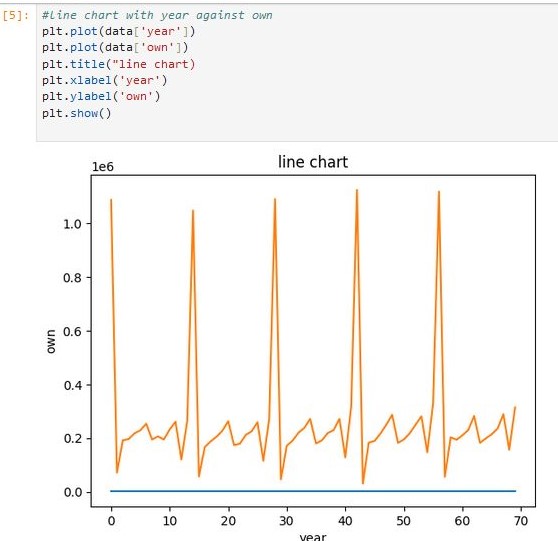 [5]: #line chart with year against own
plt.plot(data['year'])
plt.plot(data['own'])
plt.title("line chart)
plt.xlabel('year')
plt.ylabel('own')
plt.show()
line chart
1e6
1.0
0.8
0.6
0.4
0.2
0.0
own
0 10 20 30 40 50 60 70
year